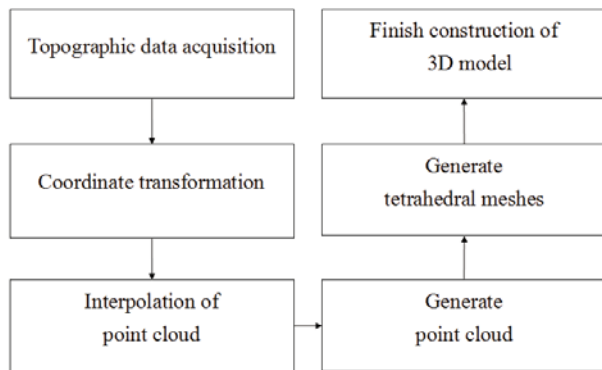 Topographic data acquisition
Coordinate transformation
Interpolation of
point cloud
Generate
point cloud
Generate
tetrahedral meshes
Finish construction of
3D model